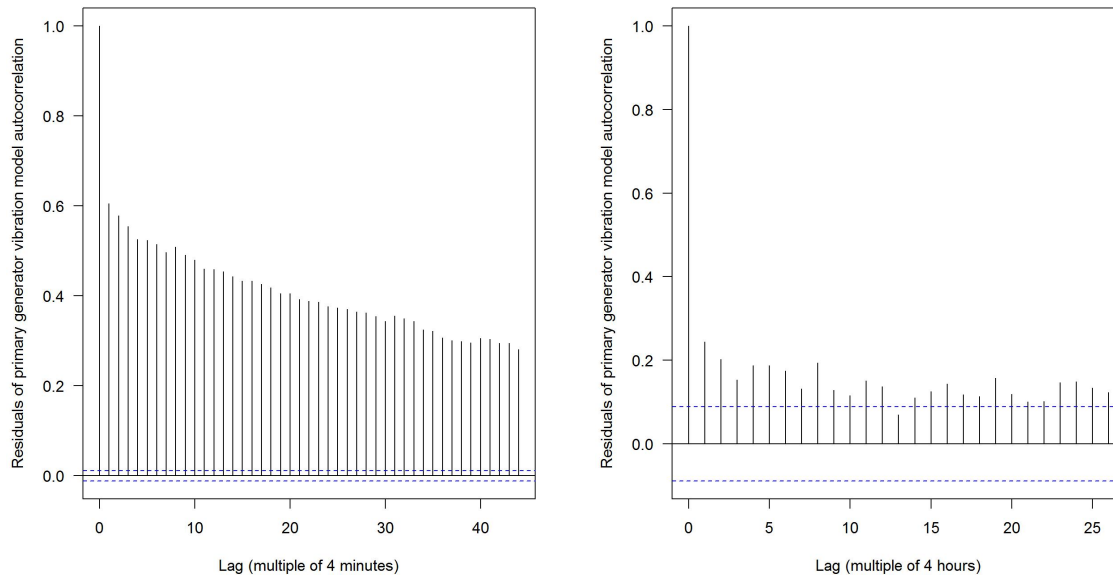 Residuals of primary generator vibration model autocorrelation
1.0
0.8
0.6
0.4
0.2
0.0
0 10 20 30 40
Lag (multiple of 4 minutes)
Residuals of primary generator vibration model autocorrelation
1.0
0.8
0.6
0.4
0.2
0.0
0 5 10 15 20 25
Lag (multiple of 4 hours)